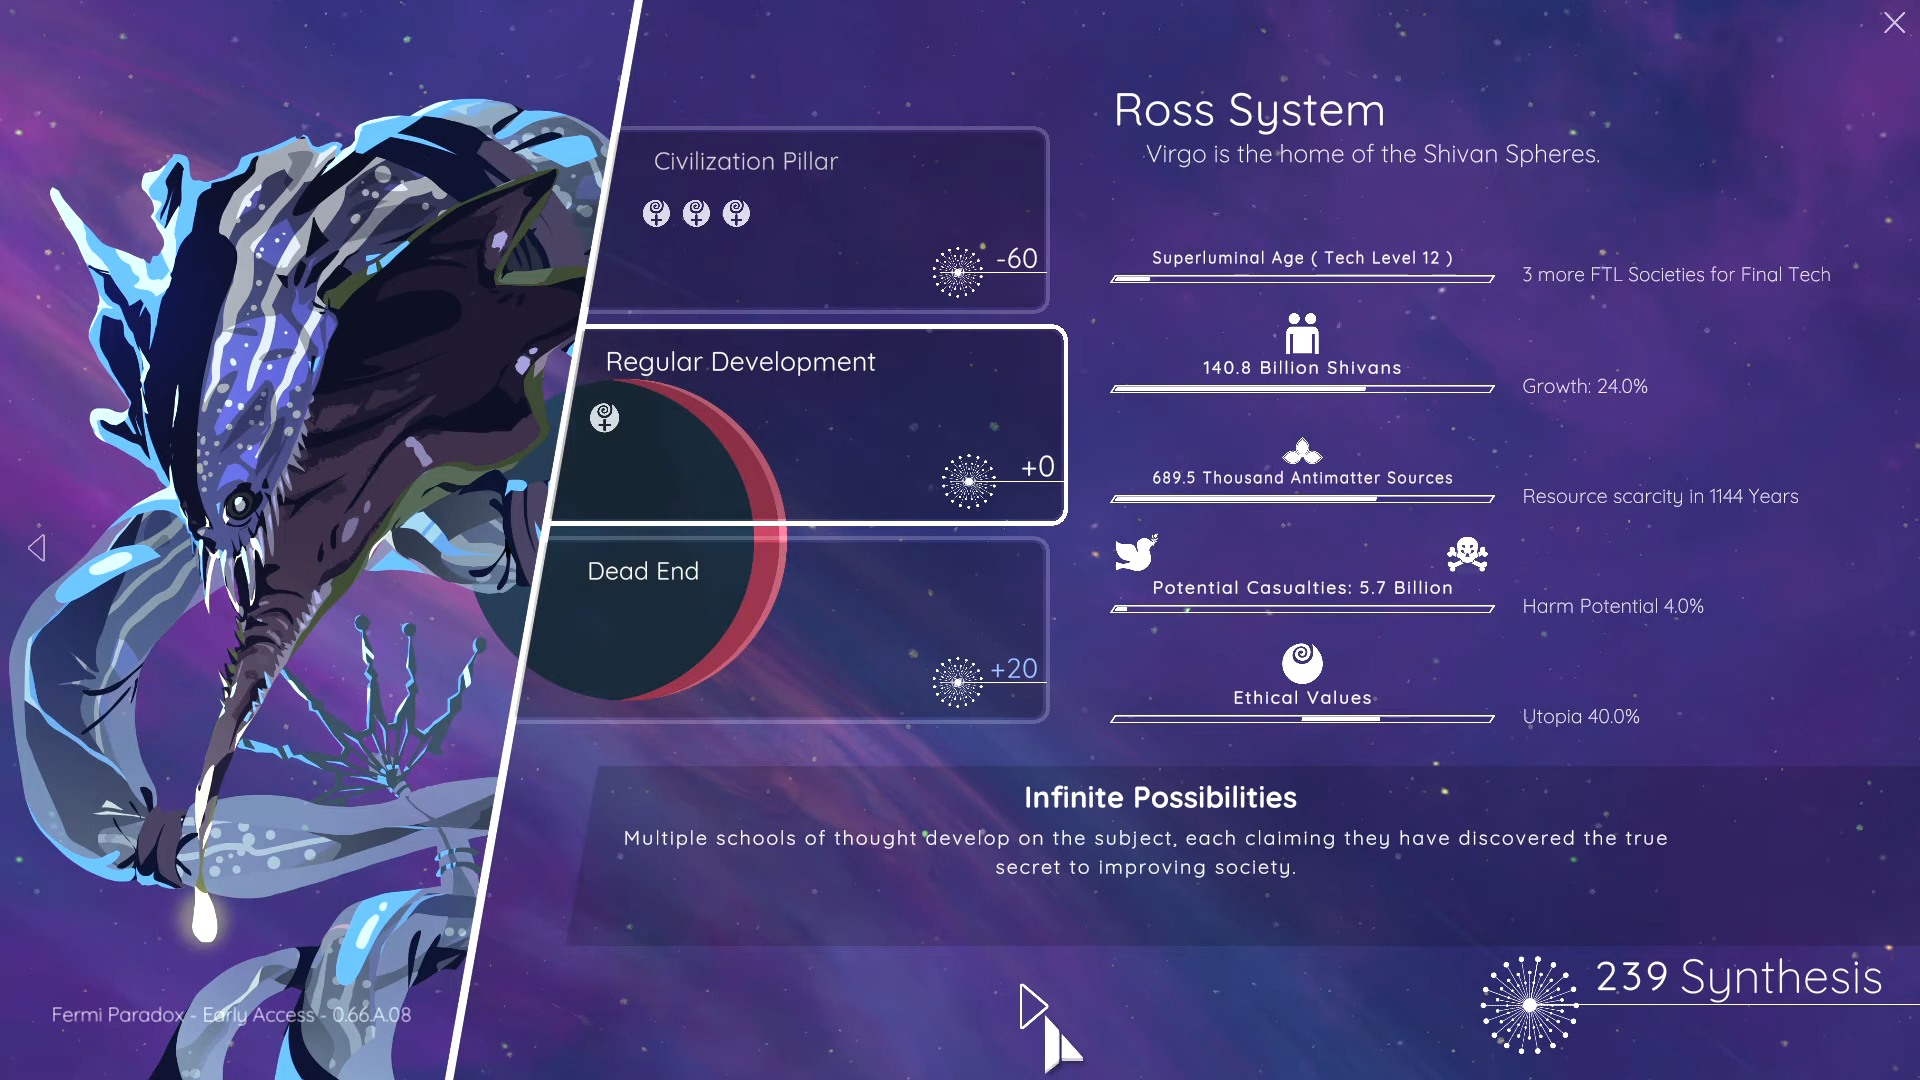 Ross System
Virgo is the home of the Shivan Spheres.
Civilization Pillar
-60
Regular Development
+0
Dead End
+20
Superluminal Age ( Tech Level 12 )
3 more FTL Societies for Final Tech
140.8 Billion Shivans
Growth: 24.0%
689.5 Thousand Antimatter Sources
Resource scarcity in 1144 Years
Potential Casualties: 5.7 Billion
Harm Potential 4.0%
Ethical Values
Utopia 40.0%
Infinite Possibilities
Multiple schools of thought develop on the subject, each claiming they have discovered the true
secret to improving society.
239 Synthesis
Fermi Paradox - Early Access - 0.66.A.08